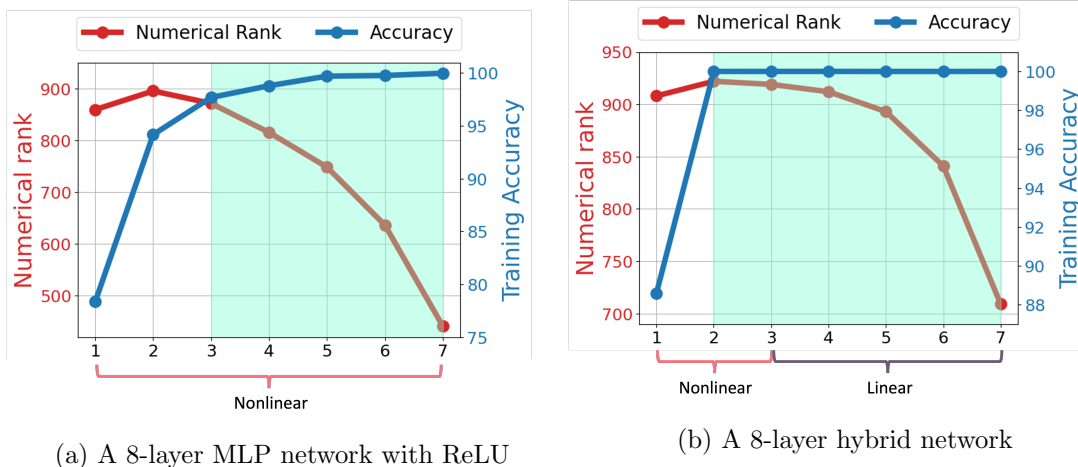 Numerical Rank
Accuracy
Numerical rank
900
800
700
600
500
100
95
90
85
80
75
Training Accuracy
1 2 3 4 5 6 7
Nonlinear
(a) A 8-layer MLP network with ReLU
Numerical Rank
Accuracy
Numerical rank
950
900
850
800
750
700
100
98
96
94
92
90
88
Training Accuracy
1 2 3 4 5 6 7
Nonlinear
Linear
(b) A 8-layer hybrid network